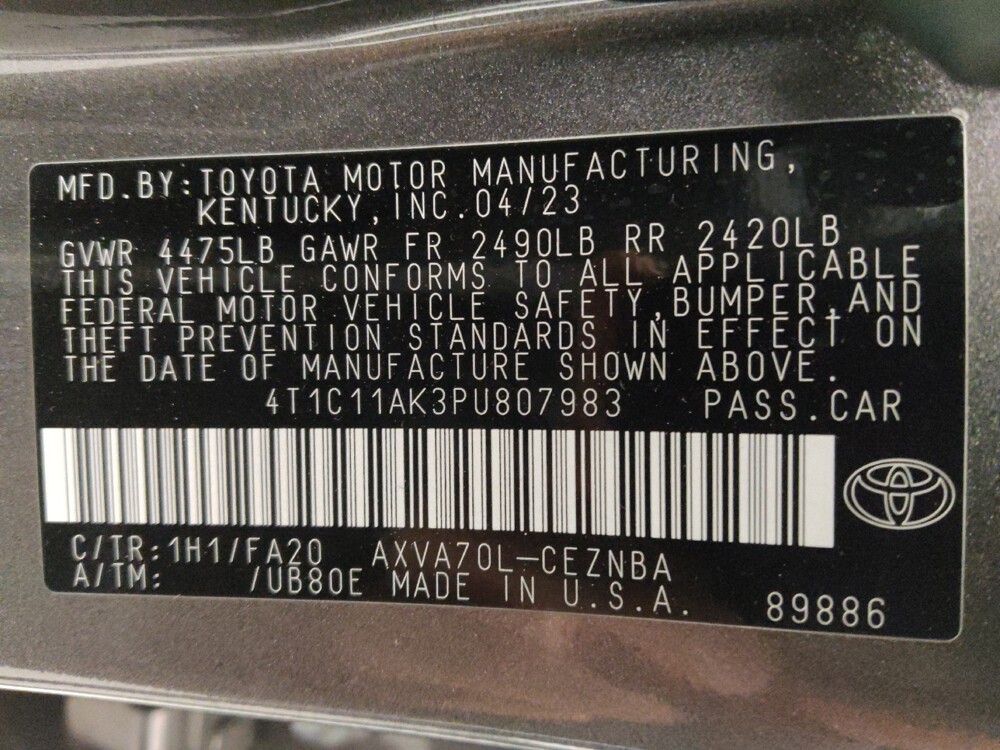 MFD.BY:TOYOTA MOTOR MANUFACTURING,
KENTUCKY,INC.04/23
GVWR 4475LB GAWR FR 2490LB RR 2420LB
THIS VEHICLE CONFORMS TO ALL APPLICABLE
FEDERAL MOTOR VEHICLE SAFETY,BUMPER,AND
THEFT PREVENTION STANDARDS IN EFFECT ON
THE DATE OF MANUFACTURE SHOWN ABOVE.
4T1C11AK3PU807983 PASS.CAR
C/TR:1H1/FA20 AXVA70L-CEZNBA
A/TM: /UB80E MADE IN U.S.A.
89886